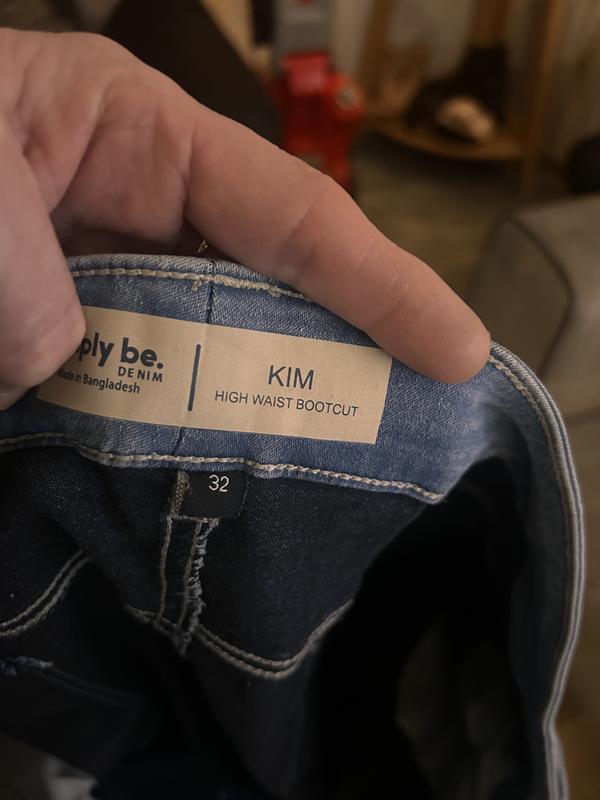 ply be.
DENIM
Made in Bangladesh
KIM
HIGH WAIST BOOTCUT
32